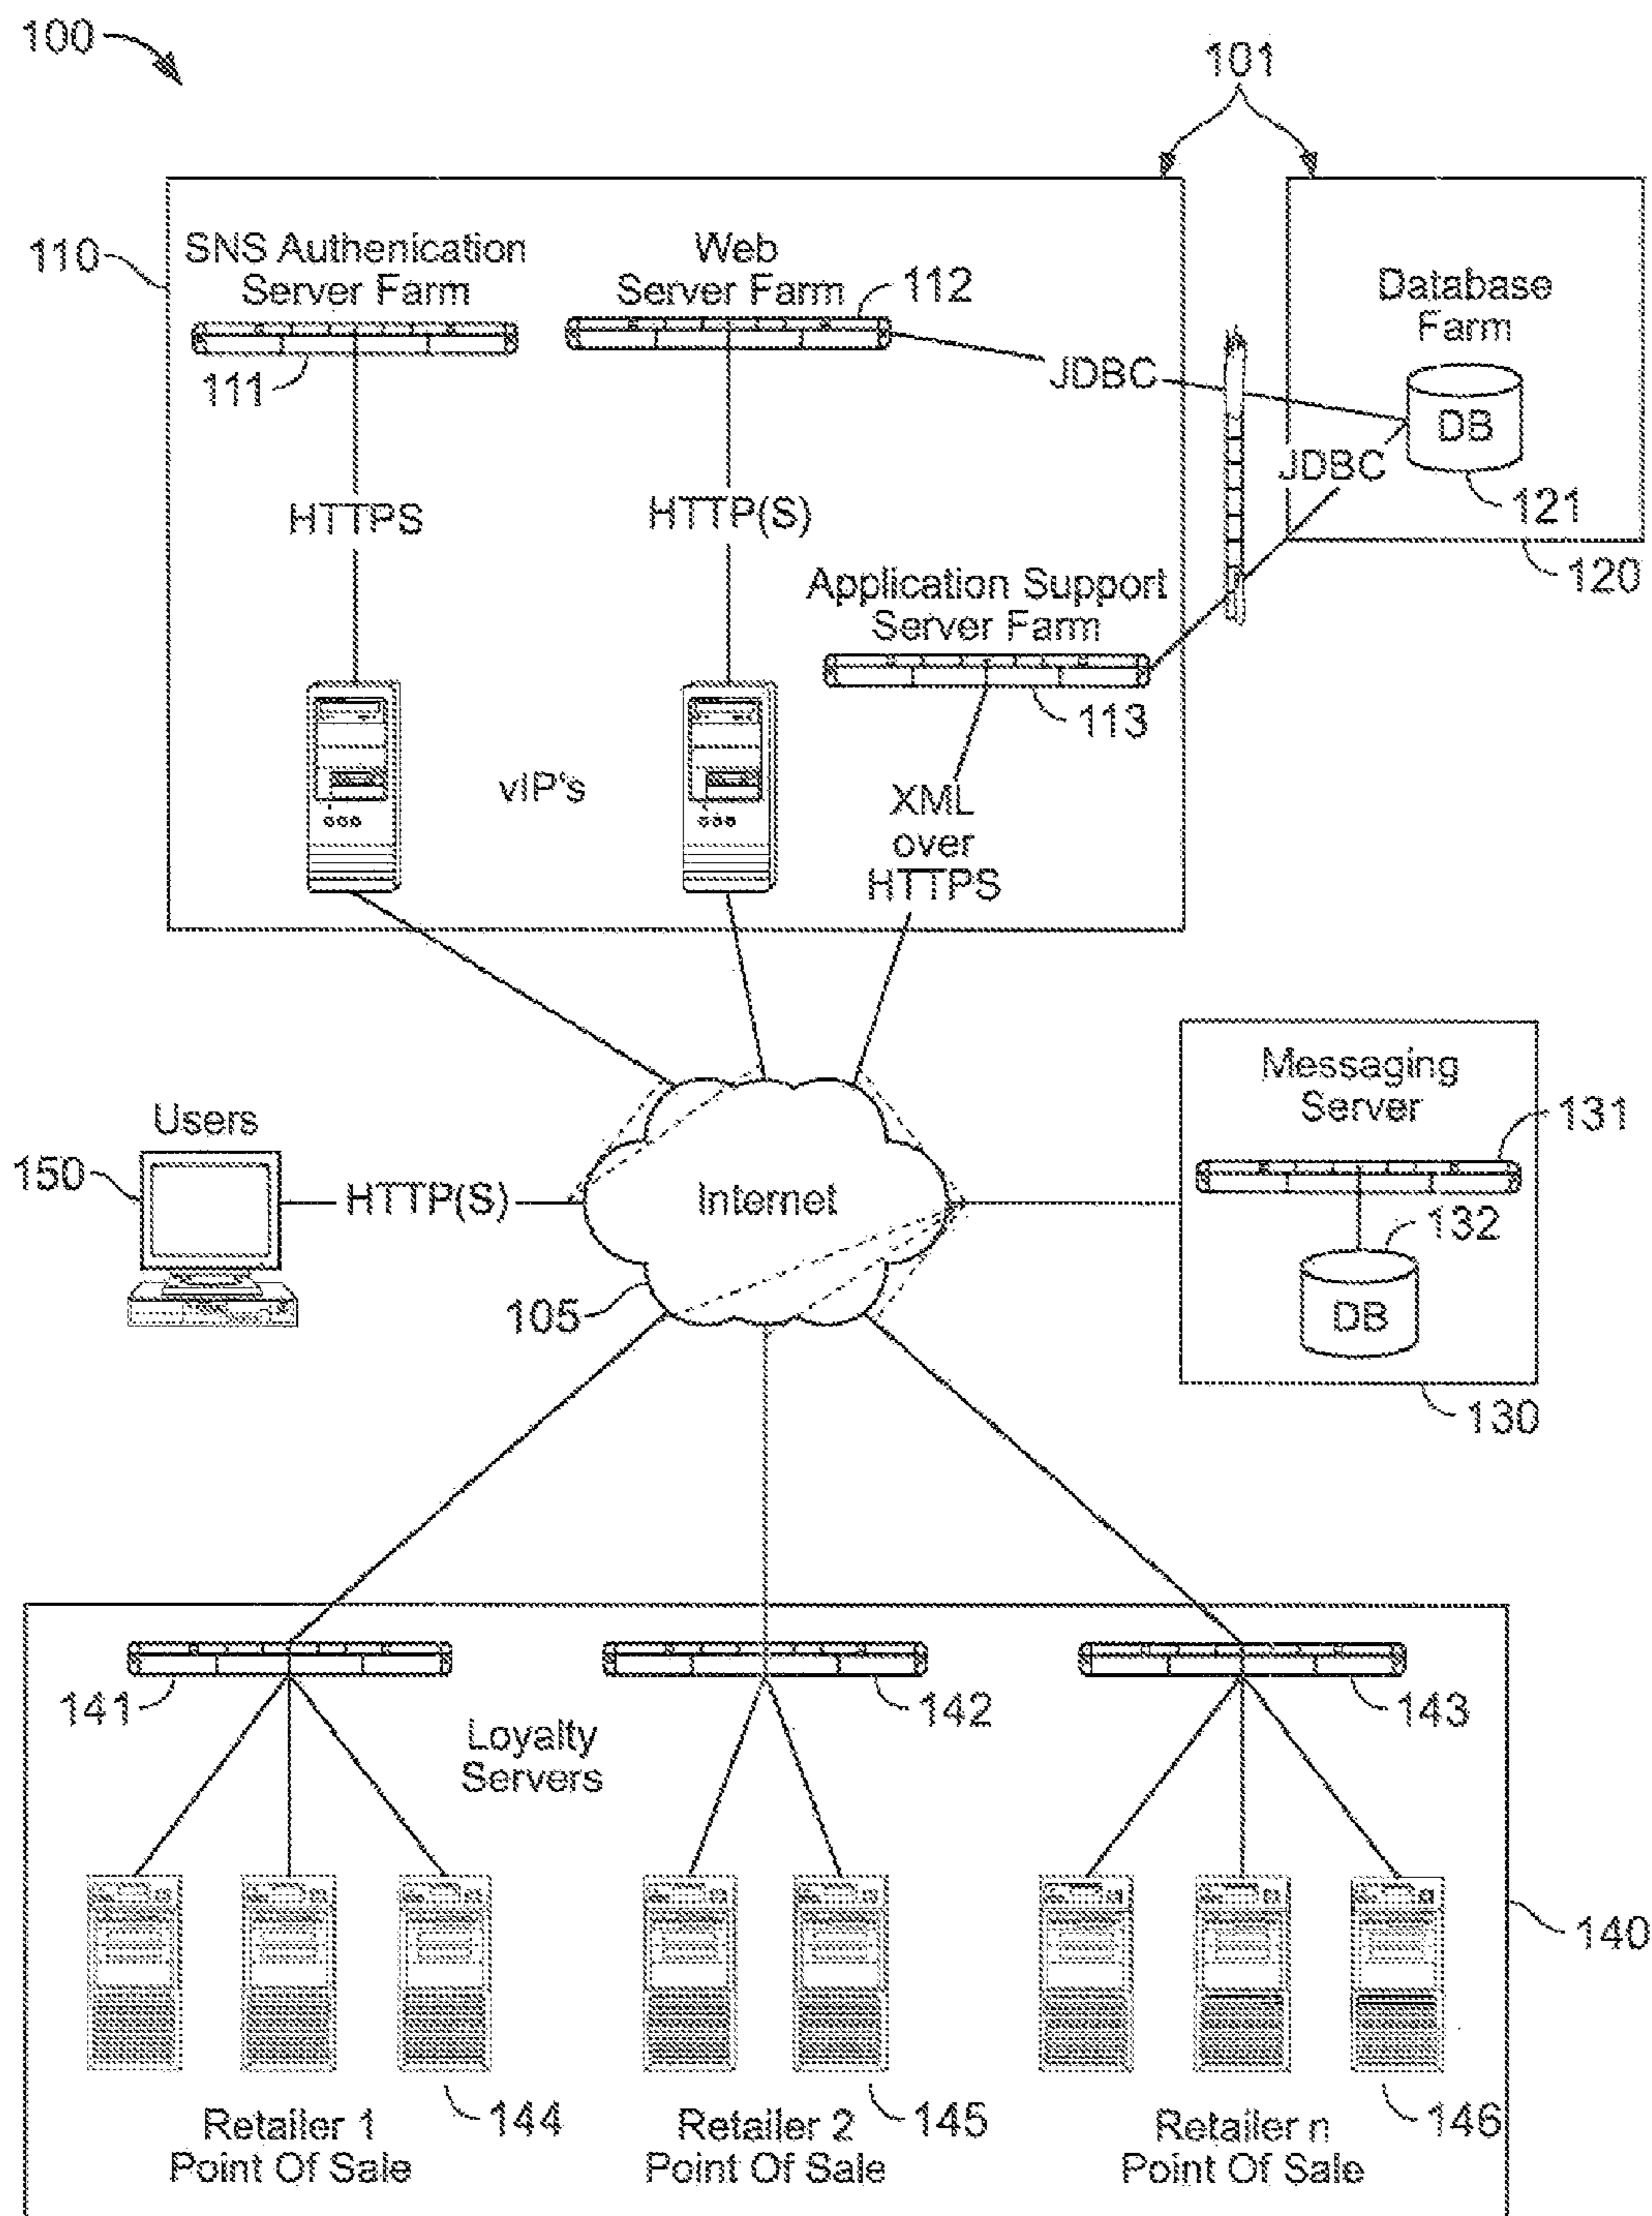 100
101
110
SNS Authenication
Server Farm
111
Web
Server Farm
112
Database
Farm
JDBC
DB
JDBC
121
120
HTTPS
HTTP(S)
Application Support
Server Farm
113
vIP's
XML
over
HTTPS
Users
150
HTTP(S)
Internet
105
Messaging
Server
131
132
DB
130
141
142
143
Loyalty
Servers
140
144
145
146
Retailer 1
Point Of Sale
Retailer 2
Point Of Sale
Retailer n
Point Of Sale